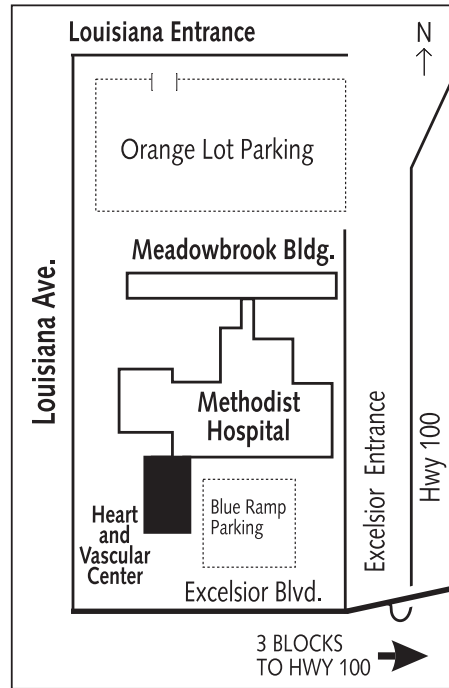 Louisiana Entrance
N
Orange Lot Parking
Meadowbrook Bldg.
Louisiana Ave.
Methodist
Hospital
Excelsior Entrance
Hwy 100
Heart
and
Vascular
Center
Blue Ramp
Parking
Excelsior Blvd.
3 BLOCKS
TO HWY 100